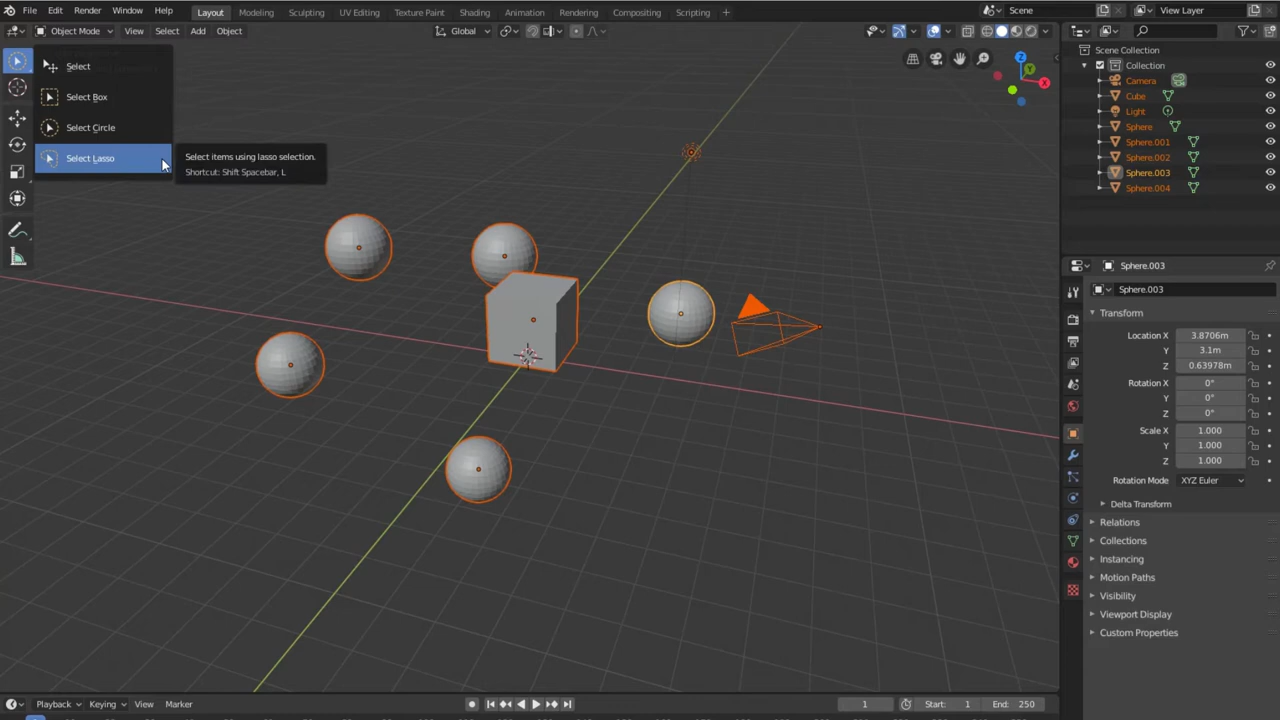 File Edit Render Window Help Layout Modeling Sculpting UV Editing Texture Paint Shading Animation Rendering Compositing Scripting + Scene View Layer
Object Mode View Select Add Object Global
Select
Select Box
Select Circle
Select Lasso
Select items using lasso selection.
Shortcut: Shift Spacebar, L
Z
Y
X
Scene Collection
Collection
Camera
Cube
Light
Sphere
Sphere.001
Sphere.002
Sphere.003
Sphere.004
Sphere.003
Sphere.003
Transform
Location X 3.8706m
Y 3.1m
Z 0.63978m
Rotation X 0°
Y 0°
Z 0°
Scale X 1.000
Y 1.000
Z 1.000
Rotation Mode XYZ Euler
Delta Transform
Relations
Collections
Instancing
Motion Paths
Visibility
Viewport Display
Custom Properties
Playback Keying View Marker 1 Start: 1 End: 250